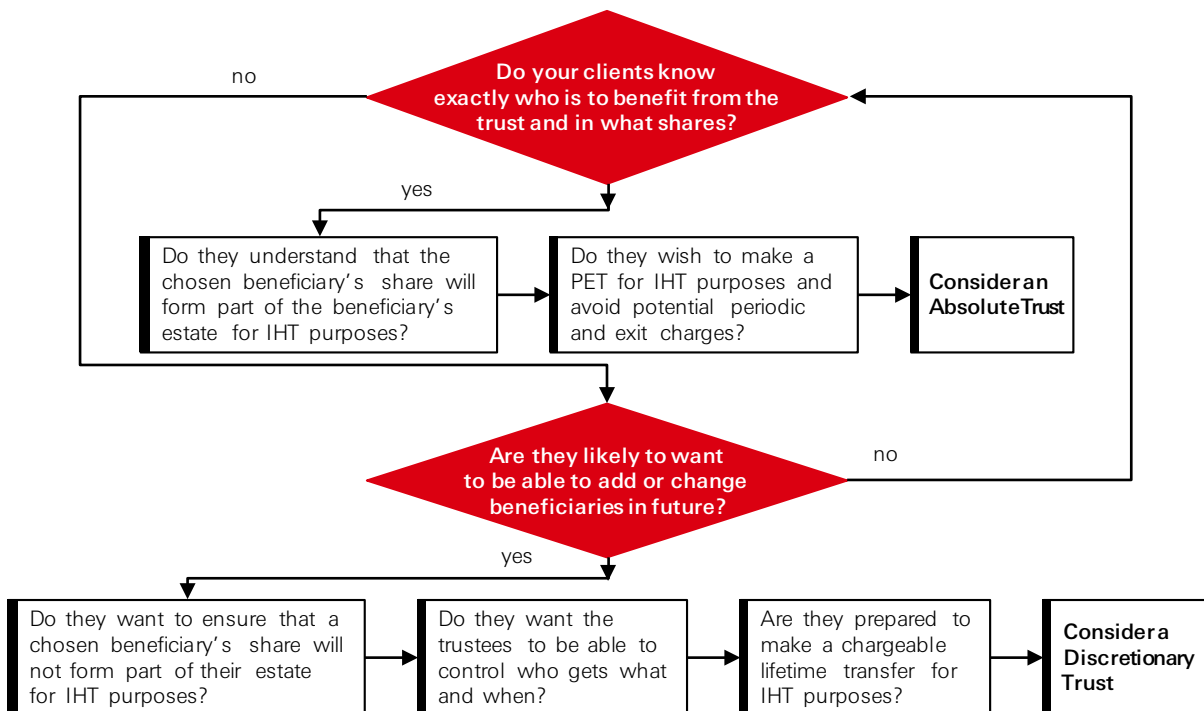 Do your clients know
exactly who is to benefit from the
trust and in what shares?
no
yes
Do they understand that the
chosen beneficiary's share will
form part of the beneficiary's
estate for IHT purposes?
Do they wish to make a
PET for IHT purposes and
avoid potential periodic
and exit charges?
Consider an
Absolute Trust
Are they likely to want
to be able to add or change
beneficiaries in future?
no
yes
Do they want to ensure that a
chosen beneficiary's share will
not form part of their estate
for IHT purposes?
Do they want the
trustees to be able to
control who gets what
and when?
Are they prepared to
make a chargeable
lifetime transfer for
IHT purposes?
Consider a
Discretionary
Trust